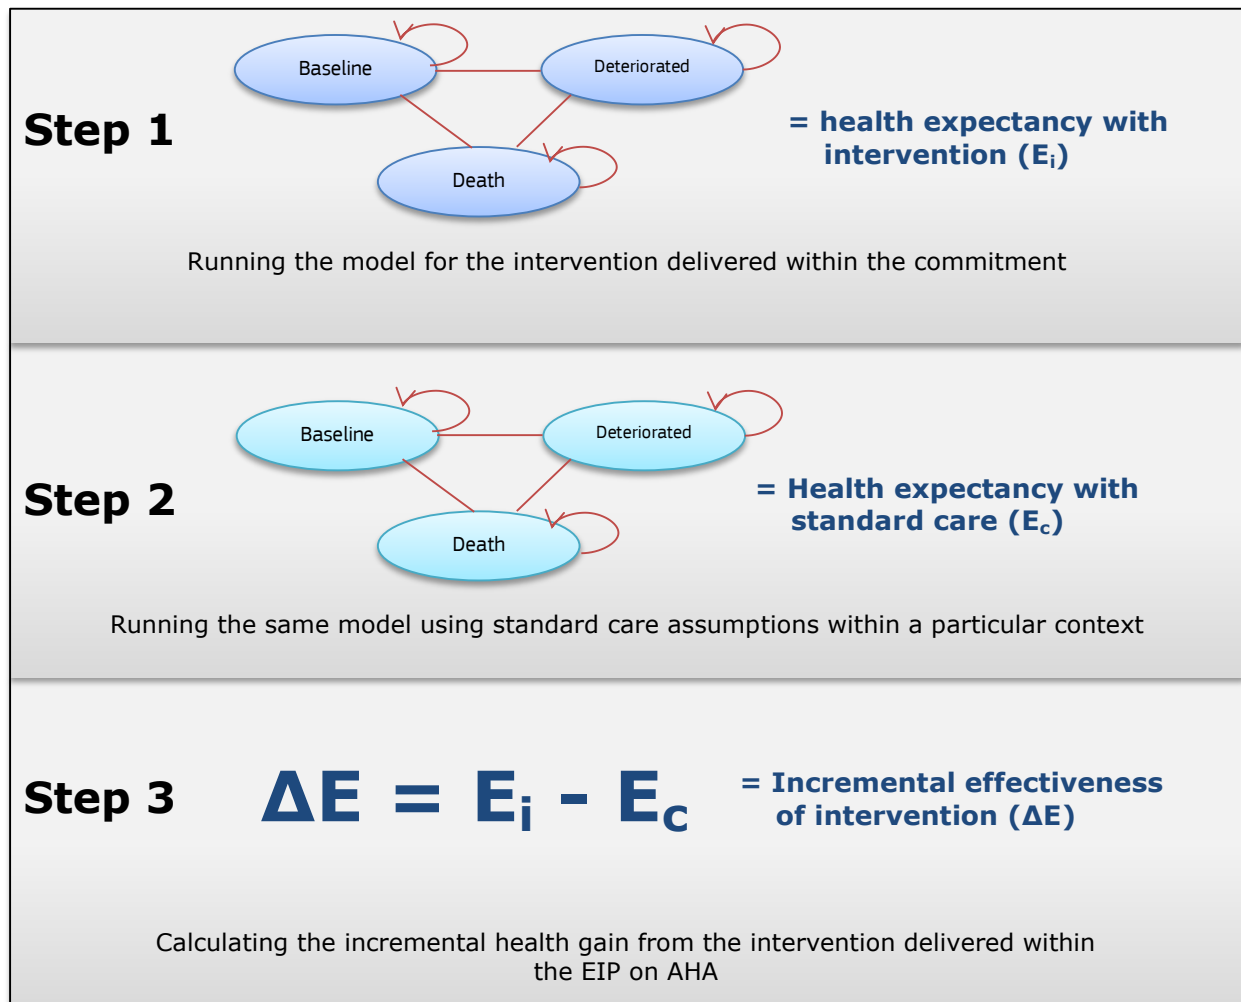 Baseline
Deteriorated
Step 1
= health expectancy with
intervention (Eᵢ)
Death
Running the model for the intervention delivered within the commitment
Baseline
Deteriorated
Step 2
= Health expectancy with
standard care (E꜀)
Death
Running the same model using standard care assumptions within a particular context
Step 3
ΔE = Eᵢ - E꜀
= Incremental effectiveness
of intervention (ΔE)
Calculating the incremental health gain from the intervention delivered within
the EIP on AHA